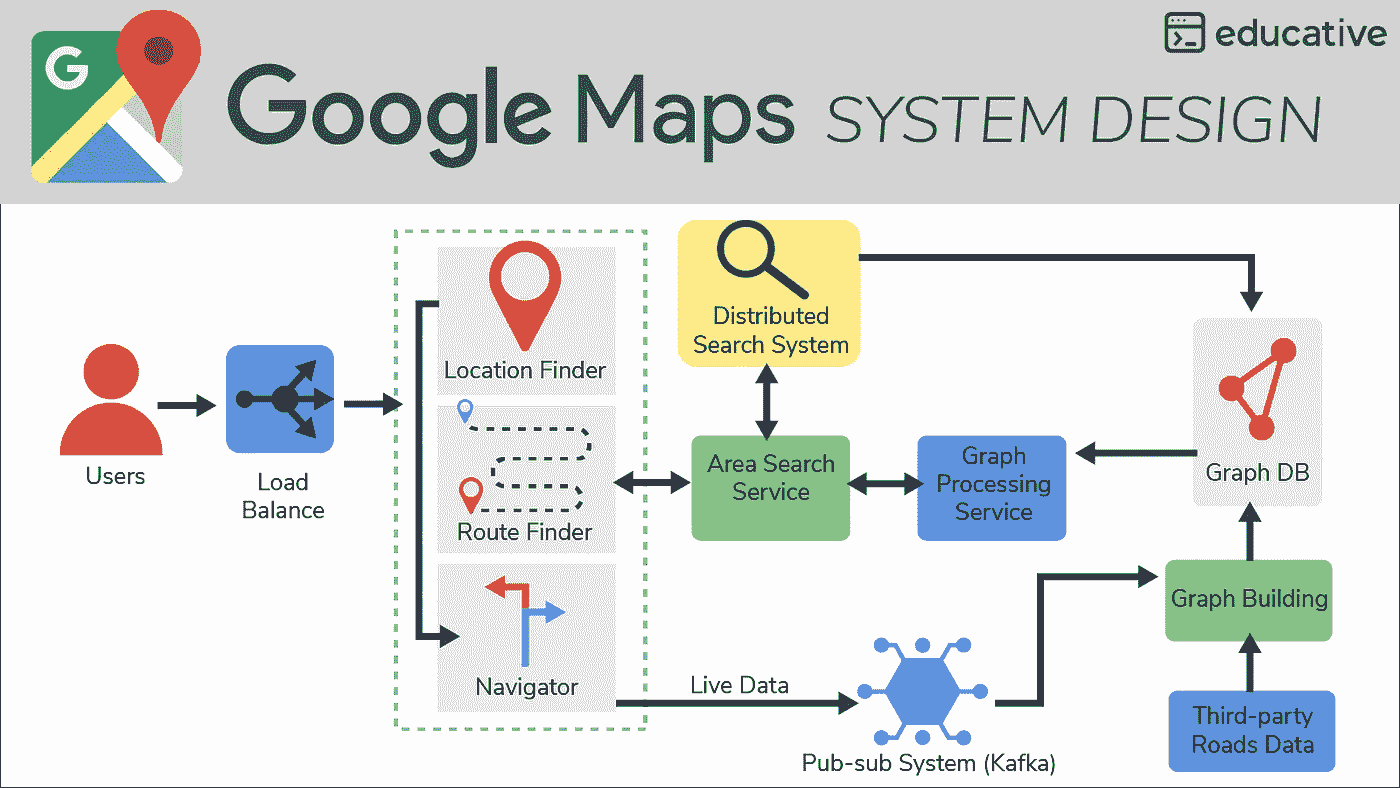 G
educative
Google Maps SYSTEM DESIGN
Users
Load
Balance
Location Finder
Route Finder
Navigator
Distributed
Search System
Area Search
Service
Graph
Processing
Service
Graph DB
Graph Building
Third-party
Roads Data
Live Data
Pub-sub System (Kafka)